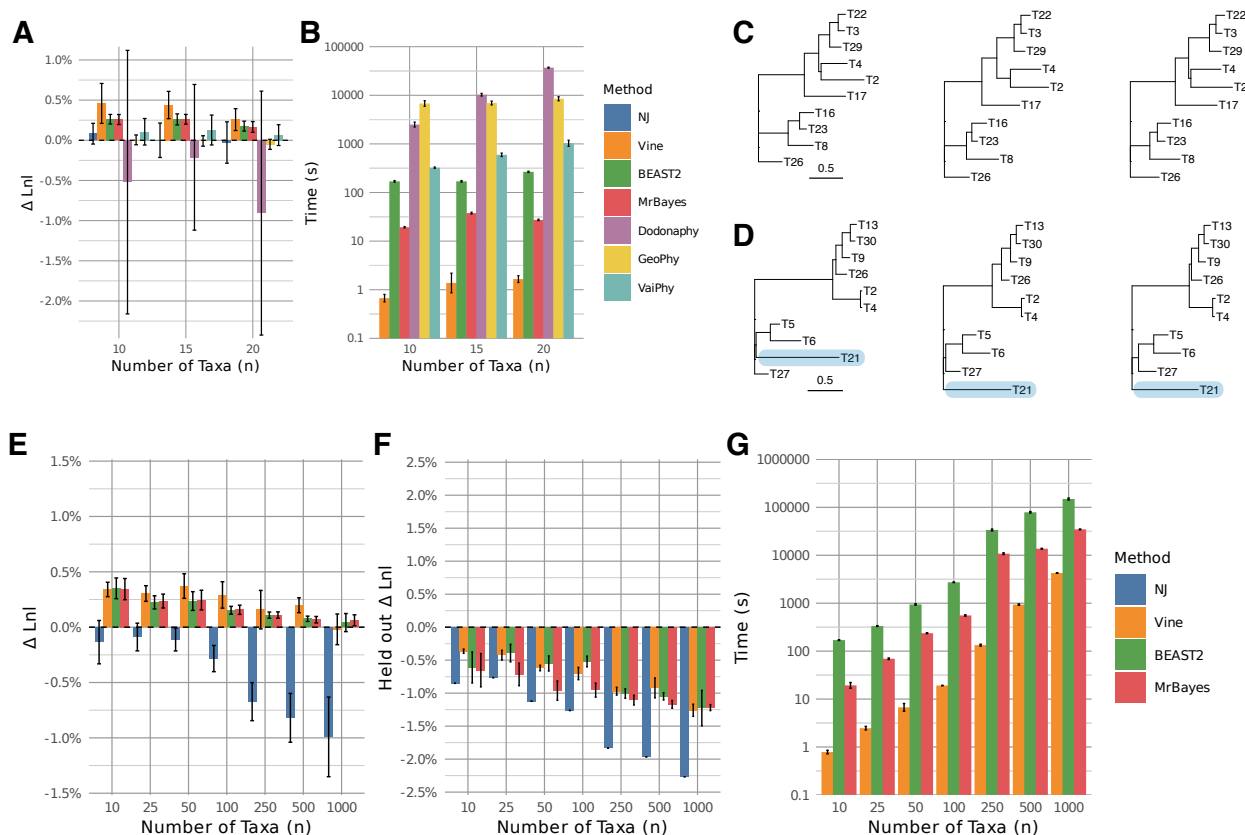 A
Δ Lnl
1.0%
0.5%
0.0%
-0.5%
-1.0%
-1.5%
-2.0%
10
15
20
Number of Taxa (n)
B
Time (s)
100000
10000
1000
100
10
1
0.1
10
15
20
Number of Taxa (n)
Method
NJ
Vine
BEAST2
MrBayes
Dodonaphy
GeoPhy
VaiPhy
C
T22
T3
T29
T4
T2
T17
T16
T23
T8
T26
0.5
T22
T3
T29
T4
T2
T17
T16
T23
T8
T26
T22
T3
T29
T4
T2
T17
T16
T23
T8
T26
D
T13
T30
T9
T26
T2
T4
T5
T6
T21
T27
0.5
T13
T30
T9
T26
T2
T4
T5
T6
T27
T21
T13
T30
T9
T26
T2
T4
T5
T6
T27
T21
E
Δ Lnl
1.5%
1.0%
0.5%
0.0%
-0.5%
-1.0%
-1.5%
10
25
50
100
250
500
1000
Number of Taxa (n)
F
Held out Δ Lnl
2.5%
2.0%
1.5%
1.0%
0.5%
0.0%
-0.5%
-1.0%
-1.5%
-2.0%
-2.5%
10
25
50
100
250
500
1000
Number of Taxa (n)
G
Time (s)
1000000
100000
10000
1000
100
10
1
0.1
10
25
50
100
250
500
1000
Number of Taxa (n)
Method
NJ
Vine
BEAST2
MrBayes